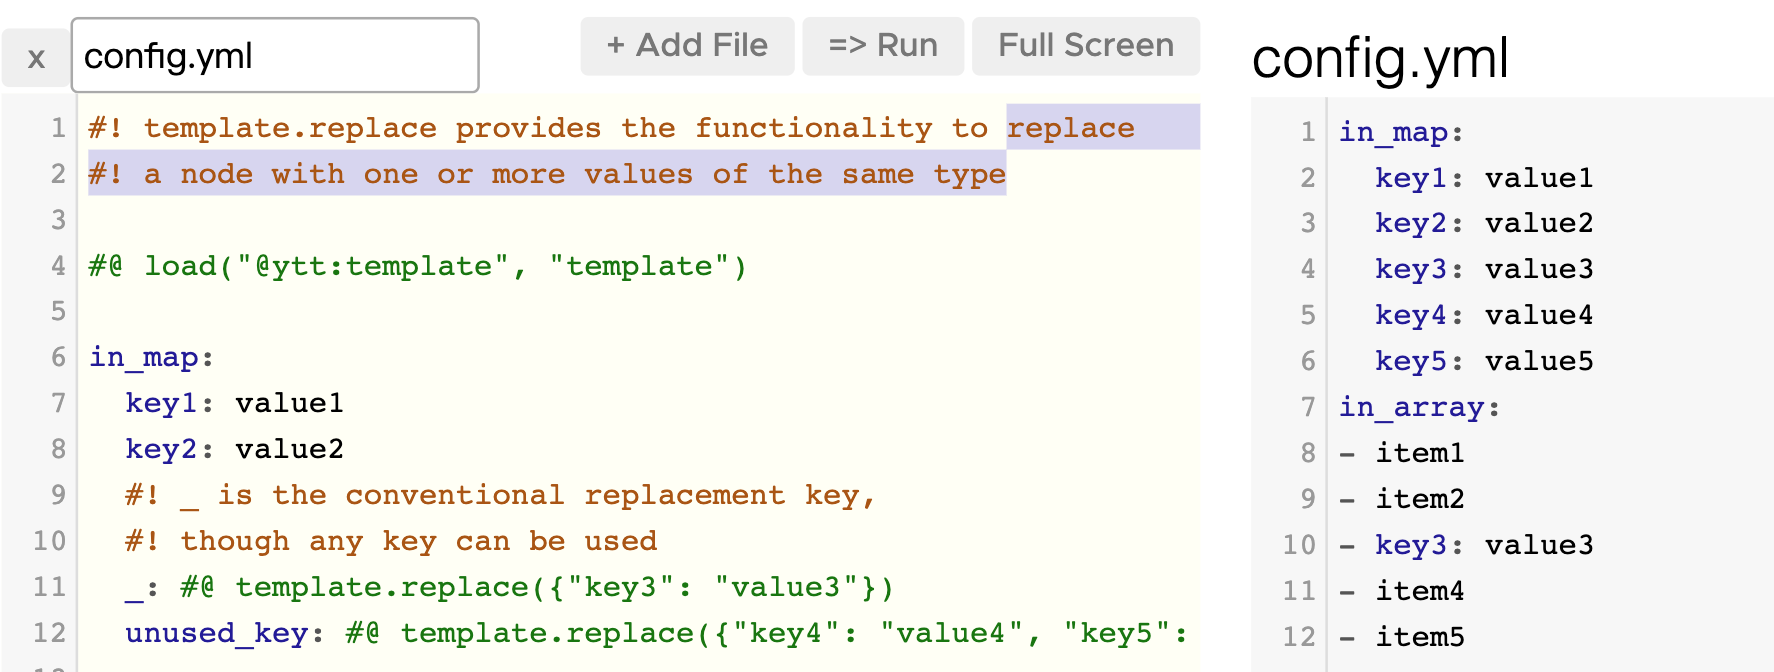 x config.yml + Add File => Run Full Screen
1 #! template.replace provides the functionality to replace
2 #! a node with one or more values of the same type
3
4 #@ load("@ytt:template", "template")
5
6 in_map:
7   key1: value1
8   key2: value2
9   #! _ is the conventional replacement key,
10   #! though any key can be used
11   _: #@ template.replace({"key3": "value3"})
12   unused_key: #@ template.replace({"key4": "value4", "key5":
config.yml
1 in_map:
2   key1: value1
3   key2: value2
4   key3: value3
5   key4: value4
6   key5: value5
7 in_array:
8 - item1
9 - item2
10 - key3: value3
11 - item4
12 - item5